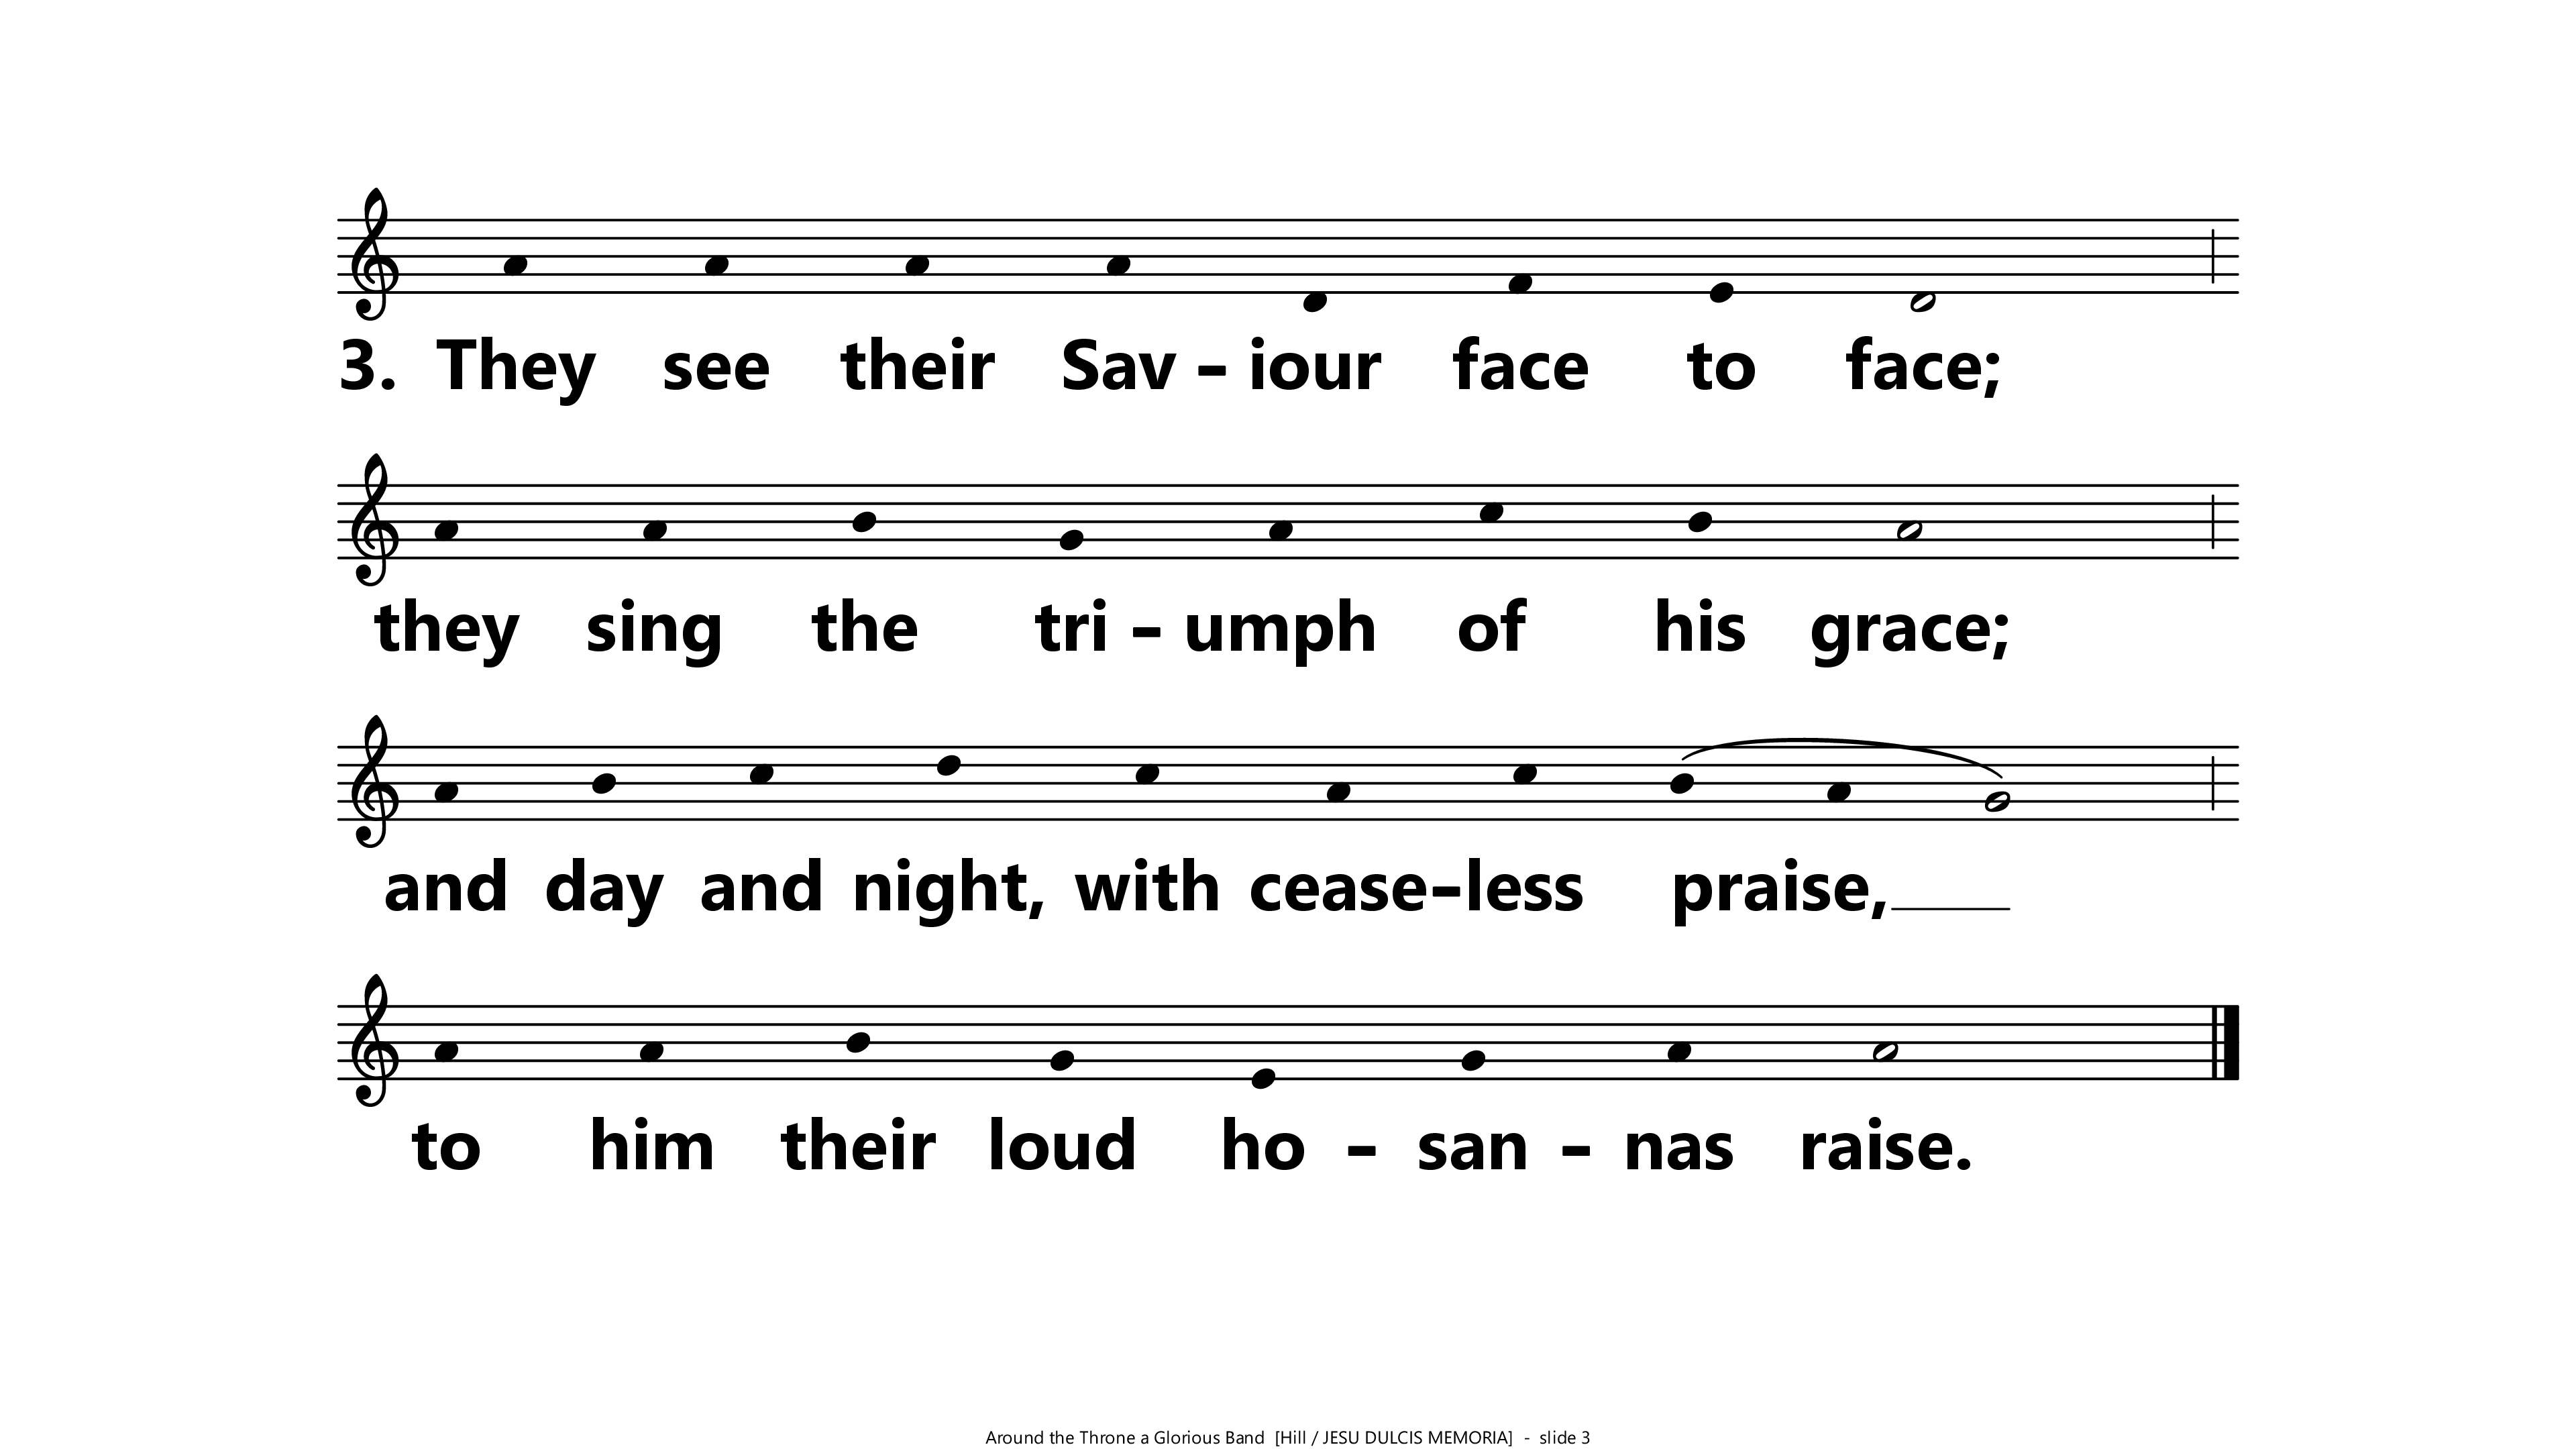 3. They see their Sav - iour face to face;
they sing the tri - umph of his grace;
and day and night, with cease-less praise,____
to him their loud ho - san - nas raise.
Around the Throne a Glorious Band [Hill / JESU DULCIS MEMORIA] - slide 3